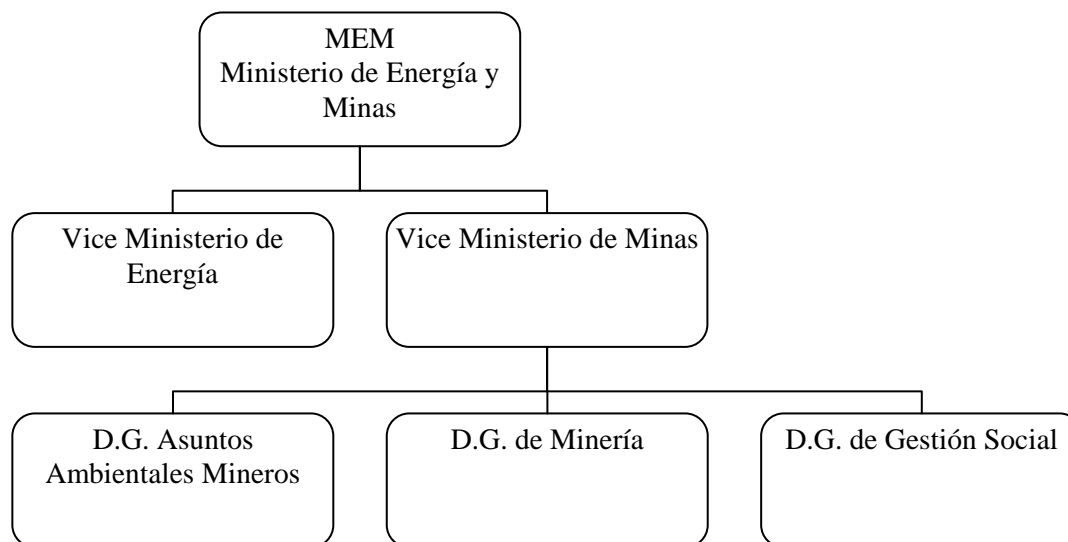 MEM
Ministerio de Energía y
Minas
Vice Ministerio de
Energía
Vice Ministerio de Minas
D.G. Asuntos
Ambientales Mineros
D.G. de Minería
D.G. de Gestión Social